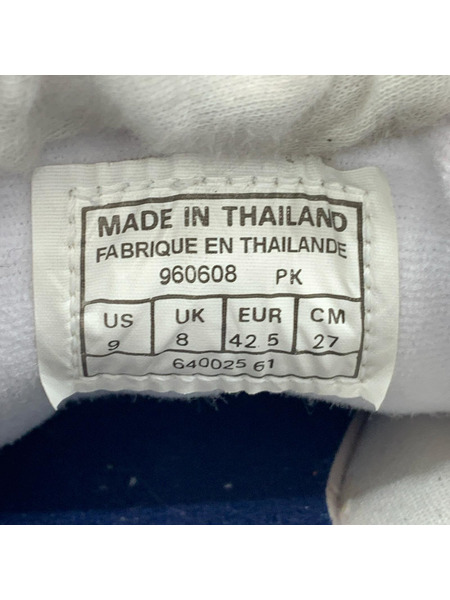 MADE IN THAILAND
FABRIQUE EN THAILANDE
960608 PK
US UK EUR CM
9 8 42 5 27
640025 61